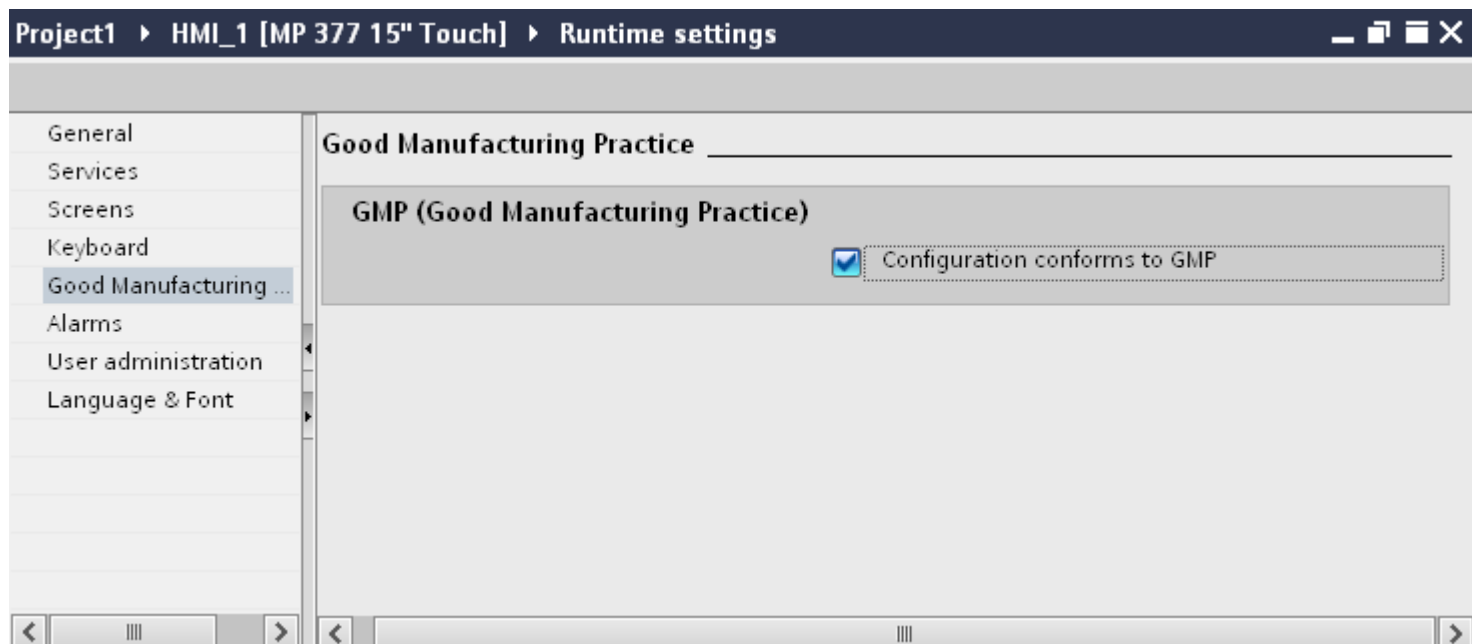 Project1 ▸ HMI_1 [MP 377 15" Touch] ▸ Runtime settings
General
Services
Screens
Keyboard
Good Manufacturing ...
Alarms
User administration
Language & Font
Good Manufacturing Practice
GMP (Good Manufacturing Practice)
Configuration conforms to GMP